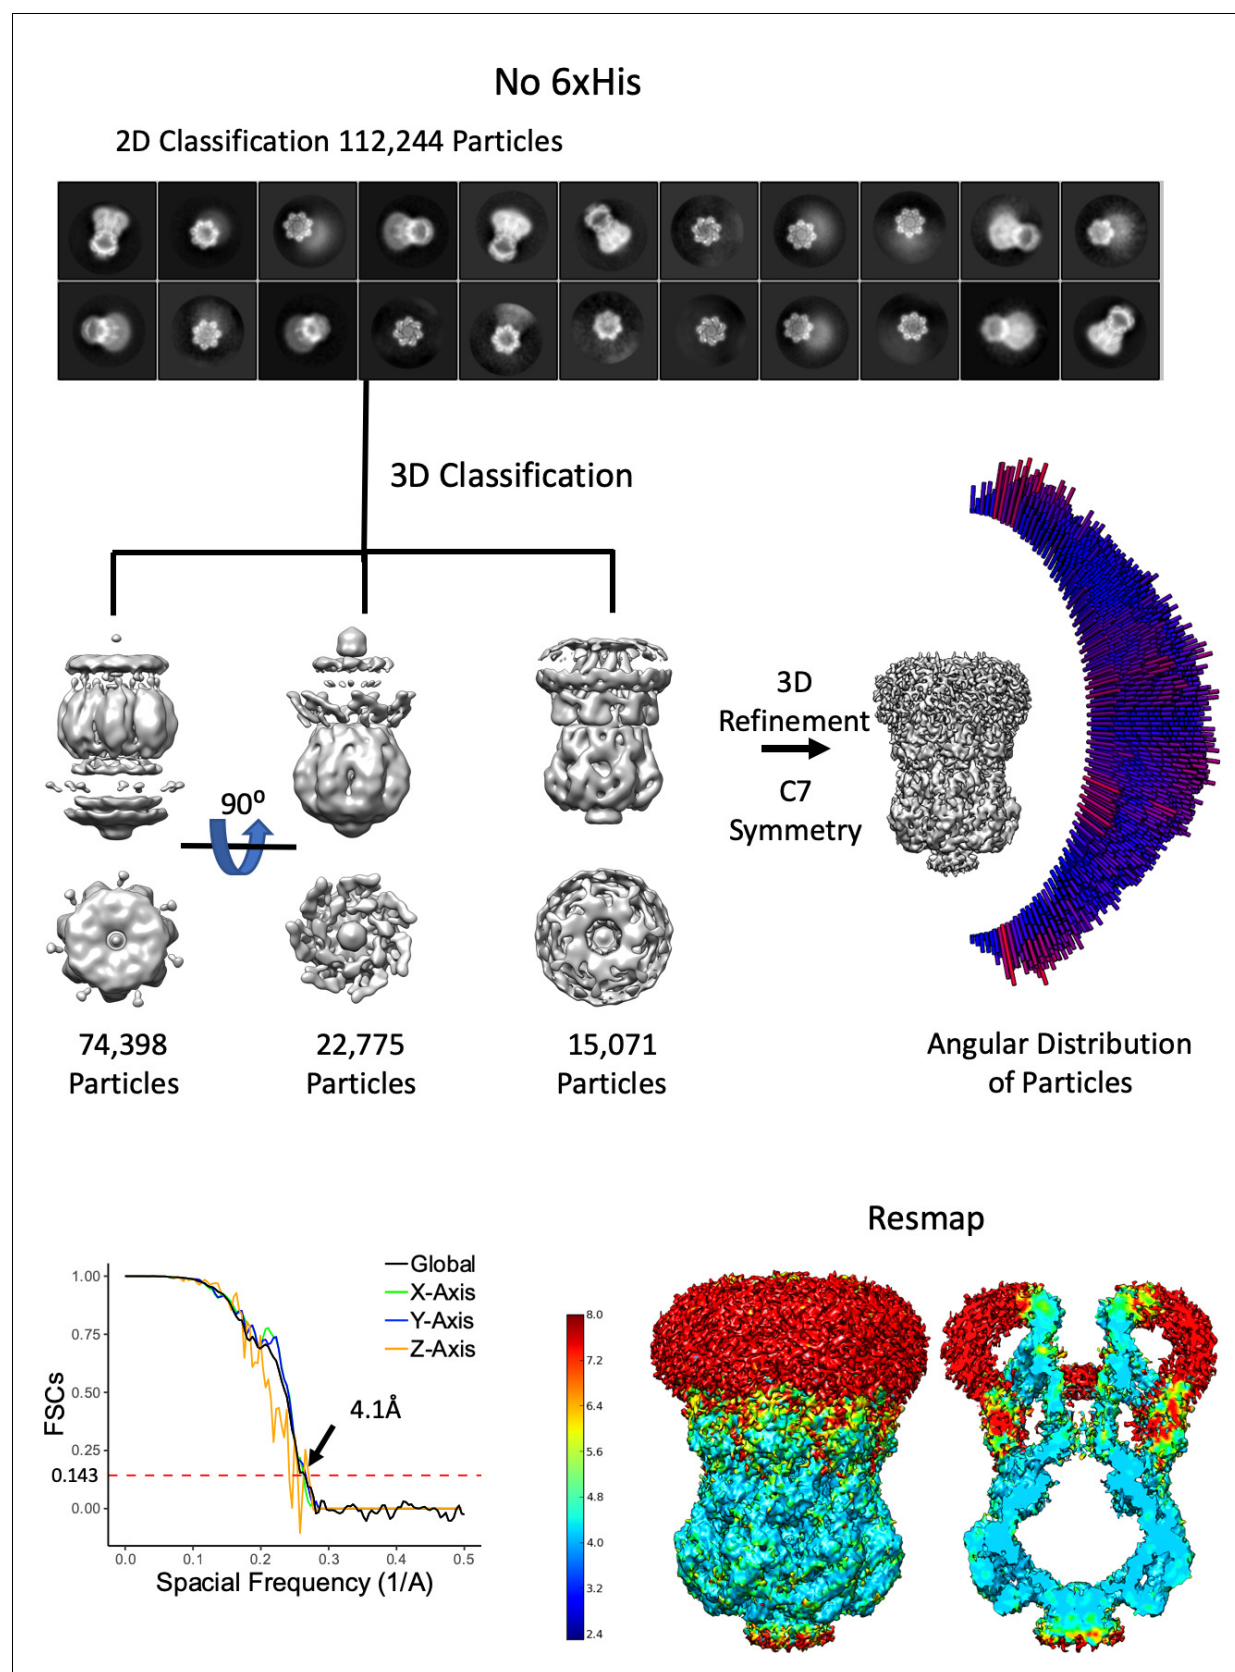 No 6xHis
2D Classification 112,244 Particles
3D Classification
90º
3D
Refinement
C7
Symmetry
74,398
Particles
22,775
Particles
15,071
Particles
Angular Distribution
of Particles
Resmap
Global
X-Axis
Y-Axis
Z-Axis
4.1Å
FSCs
1.00
0.75
0.50
0.25
0.143
0.00
0.0 0.1 0.2 0.3 0.4 0.5
Spacial Frequency (1/A)
8.0
7.2
6.4
5.6
4.8
4.0
3.2
2.4